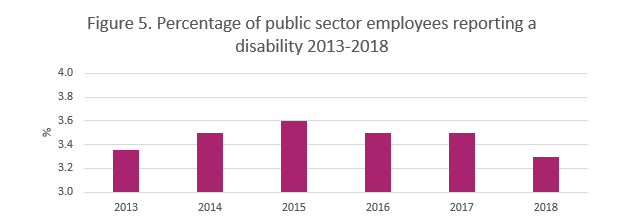 Figure 5. Percentage of public sector employees reporting a
disability 2013-2018
4.0
3.8
3.6
3.4
3.2
3.0
%
2013 2014 2015 2016 2017 2018